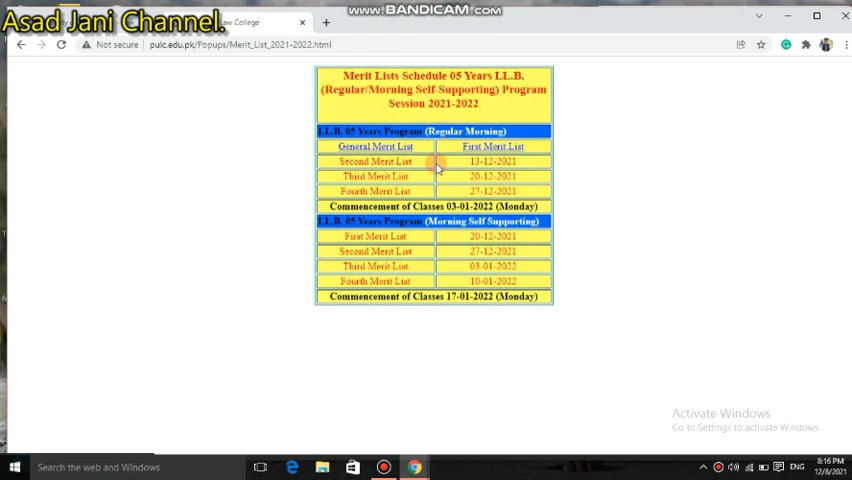 WWW.BANDICAM.COM
Asad Jani Channel.
aw College
Not secure pulc.edu.pk/Popups/Merit_List_2021-2022.html
Merit Lists Schedule 05 Years LL.B.
(Regular/Morning Self-Supporting) Program
Session 2021-2022
LL.B. 05 Years Program (Regular Morning)
General Merit List First Merit List
Second Merit List 13-12-2021
Third Merit List 20-12-2021
Fourth Merit List 27-12-2021
Commencement of Classes 03-01-2022 (Monday)
LL.B. 05 Years Program (Morning Self Supporting)
First Merit List 20-12-2021
Second Merit List 27-12-2021
Third Merit List 03-01-2022
Fourth Merit List 10-01-2022
Commencement of Classes 17-01-2022 (Monday)
Activate Windows
Go to Settings to activate Windows.
Search the web and Windows
ENG
8:16 PM
12/8/2021